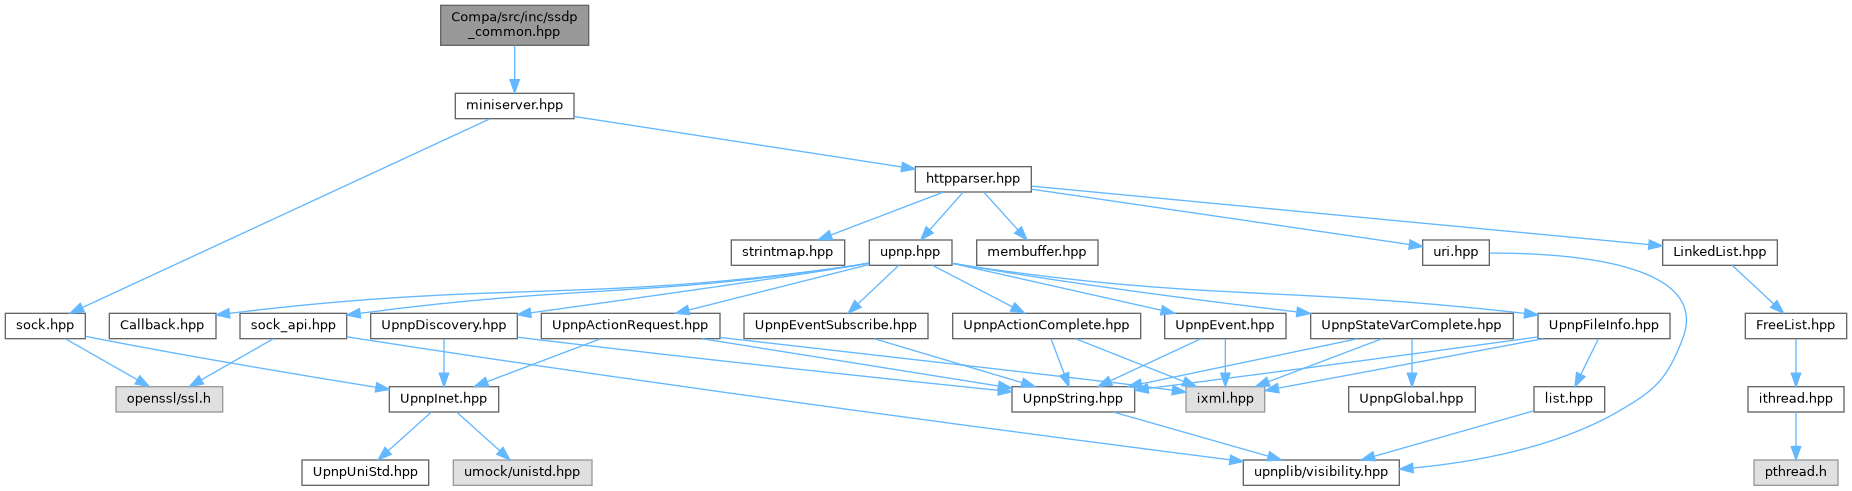 Compa/src/inc/ssdp
_common.hpp
miniserver.hpp
httpparser.hpp
strintmap.hpp
upnp.hpp
membuffer.hpp
uri.hpp
LinkedList.hpp
sock.hpp
Callback.hpp
sock_api.hpp
UpnpDiscovery.hpp
UpnpActionRequest.hpp
UpnpEventSubscribe.hpp
UpnpActionComplete.hpp
UpnpEvent.hpp
UpnpStateVarComplete.hpp
UpnpFileInfo.hpp
FreeList.hpp
openssl/ssl.h
UpnpInet.hpp
UpnpString.hpp
ixml.hpp
UpnpGlobal.hpp
list.hpp
ithread.hpp
UpnpUniStd.hpp
umock/unistd.hpp
upnplib/visibility.hpp
pthread.h